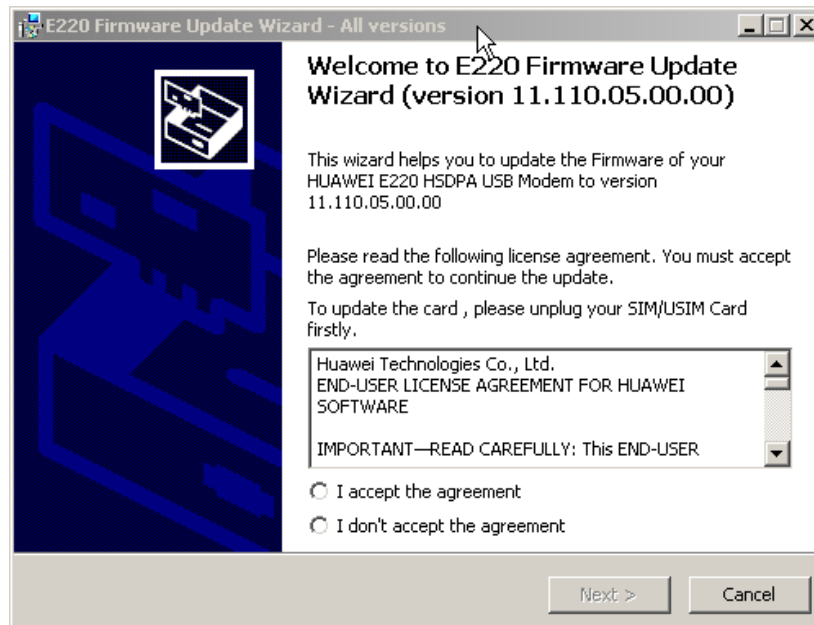 E220 Firmware Update Wizard - All versions
Welcome to E220 Firmware Update
Wizard (version 11.110.05.00.00)
This wizard helps you to update the Firmware of your
HUAWEI E220 HSDPA USB Modem to version
11.110.05.00.00
Please read the following license agreement. You must accept
the agreement to continue the update.
To update the card , please unplug your SIM/USIM Card
firstly.
Huawei Technologies Co., Ltd.
END-USER LICENSE AGREEMENT FOR HUAWEI
SOFTWARE
IMPORTANT—READ CAREFULLY: This END-USER
I accept the agreement
I don't accept the agreement
Next >
Cancel